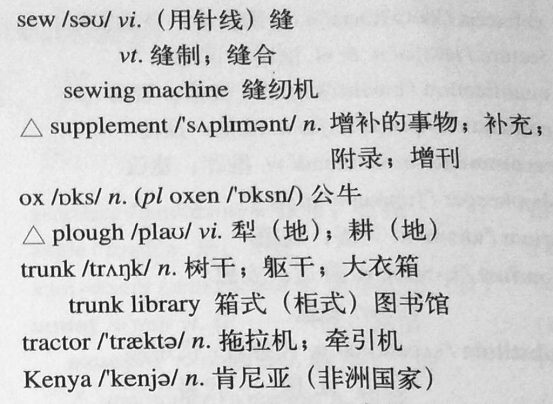 sew /səʊ/ vi.（用针线）缝
vt. 缝制；缝合
sewing machine 缝纫机
△ supplement /'sʌplɪmənt/ n. 增补的事物；补充；
附录；增刊
ox /ɒks/ n. (pl oxen /'ɒksn/) 公牛
△ plough /plaʊ/ vi. 犁（地）；耕（地）
trunk /trʌŋk/ n. 树干；躯干；大衣箱
trunk library 箱式（柜式）图书馆
tractor /'træktə/ n. 拖拉机；牵引机
Kenya /'kenjə/ n. 肯尼亚（非洲国家）